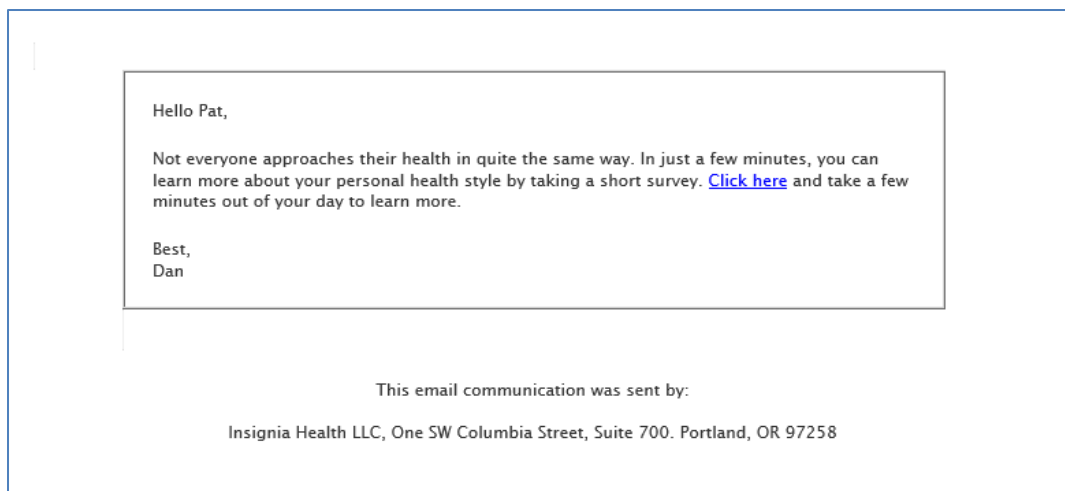 Hello Pat,
Not everyone approaches their health in quite the same way. In just a few minutes, you can
learn more about your personal health style by taking a short survey. Click here and take a few
minutes out of your day to learn more.
Best,
Dan
This email communication was sent by:
Insignia Health LLC, One SW Columbia Street, Suite 700. Portland, OR 97258